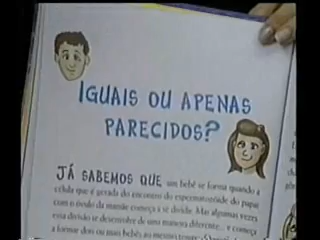 IGUAIS OU APENAS
PARECIDOS?
JÁ SABEMOS QUE um bebê se forma quando a
célula que é gerada do encontro do espermatozóide do papai
com o óvulo da mamãe começa a se dividir. Mas algumas vezes
esta divisão se desenvolve de uma maneira diferente... e começa
a formar dois ou mais bebês ao mesmo tempo.